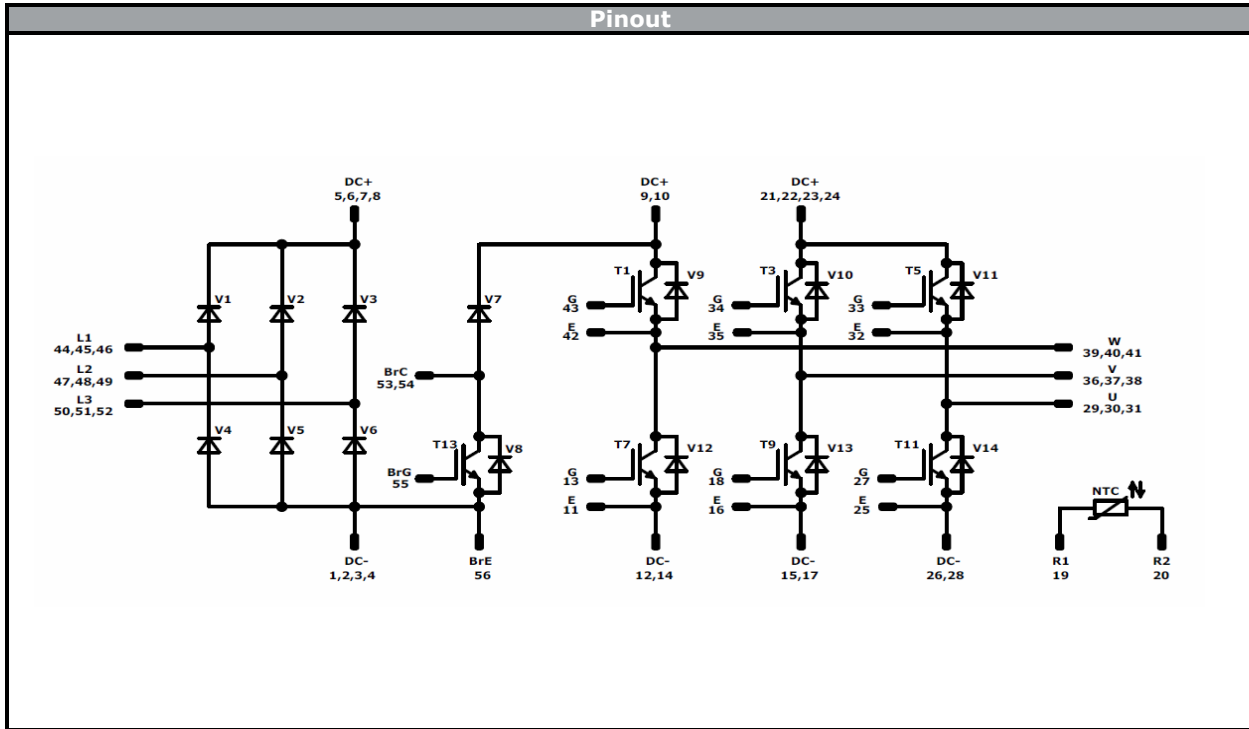 Pinout
DC+
5,6,7,8
DC+
9,10
DC+
21,22,23,24
V1
V2
V3
V7
T1
V9
T3
V10
T5
V11
G
43
G
34
G
33
E
42
E
35
E
32
L1
44,45,46
L2
47,48,49
L3
50,51,52
BrC
53,54
W
39,40,41
V
36,37,38
U
29,30,31
V4
V5
V6
T13
V8
T7
V12
T9
V13
T11
V14
BrG
55
G
13
G
18
G
27
E
11
E
16
E
25
NTC
DC-
1,2,3,4
BrE
56
DC-
12,14
DC-
15,17
DC-
26,28
R1
19
R2
20